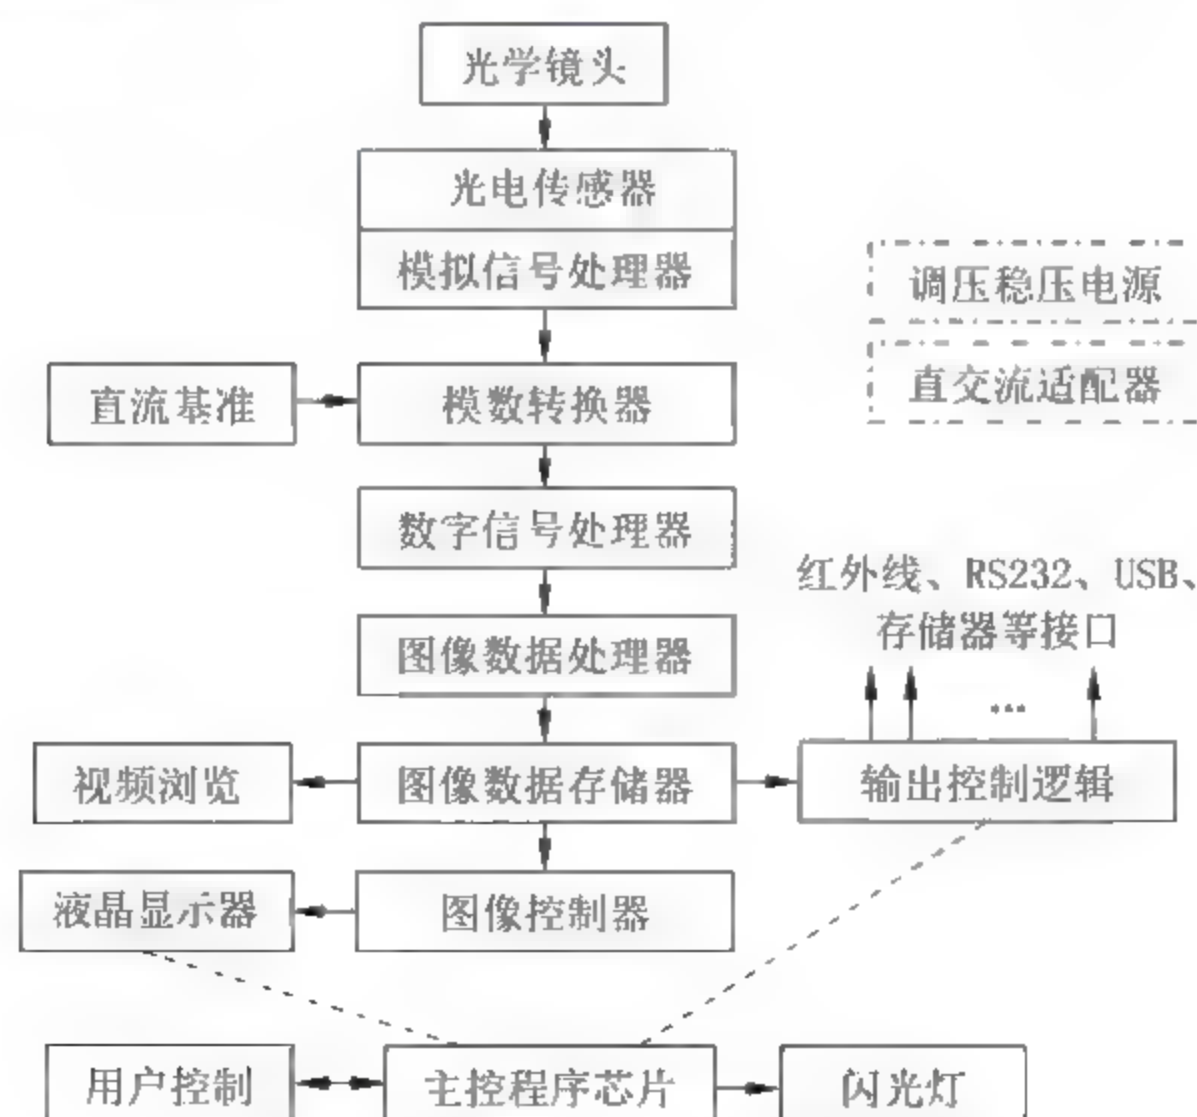 光学镜头
光电传感器
模拟信号处理器
调压稳压电源
直流基准
模数转换器
直交流适配器
数字信号处理器
红外线、RS232、USB、
存储器等接口
图像数据处理器
...
视频浏览
图像数据存储器
输出控制逻辑
液晶显示器
图像控制器
用户控制
主控程序芯片
闪光灯